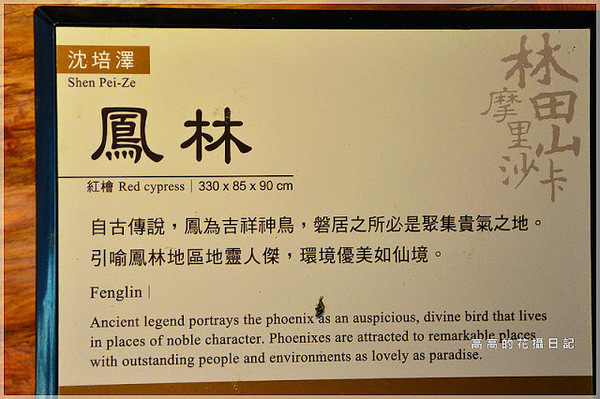 沈培澤
Shen Pei-Ze
林田山
摩里沙卡
鳳林
紅檜 Red cypress | 330 x 85 x 90 cm
自古傳說，鳳為吉祥神鳥，磐居之所必是聚集貴氣之地。
引喻鳳林地區地靈人傑，環境優美如仙境。
Fenglin |
Ancient legend portrays the phoenix as an auspicious, divine bird that lives
in places of noble character. Phoenixes are attracted to remarkable places
with outstanding people and environments as lovely as paradise.
高高的花攝日記